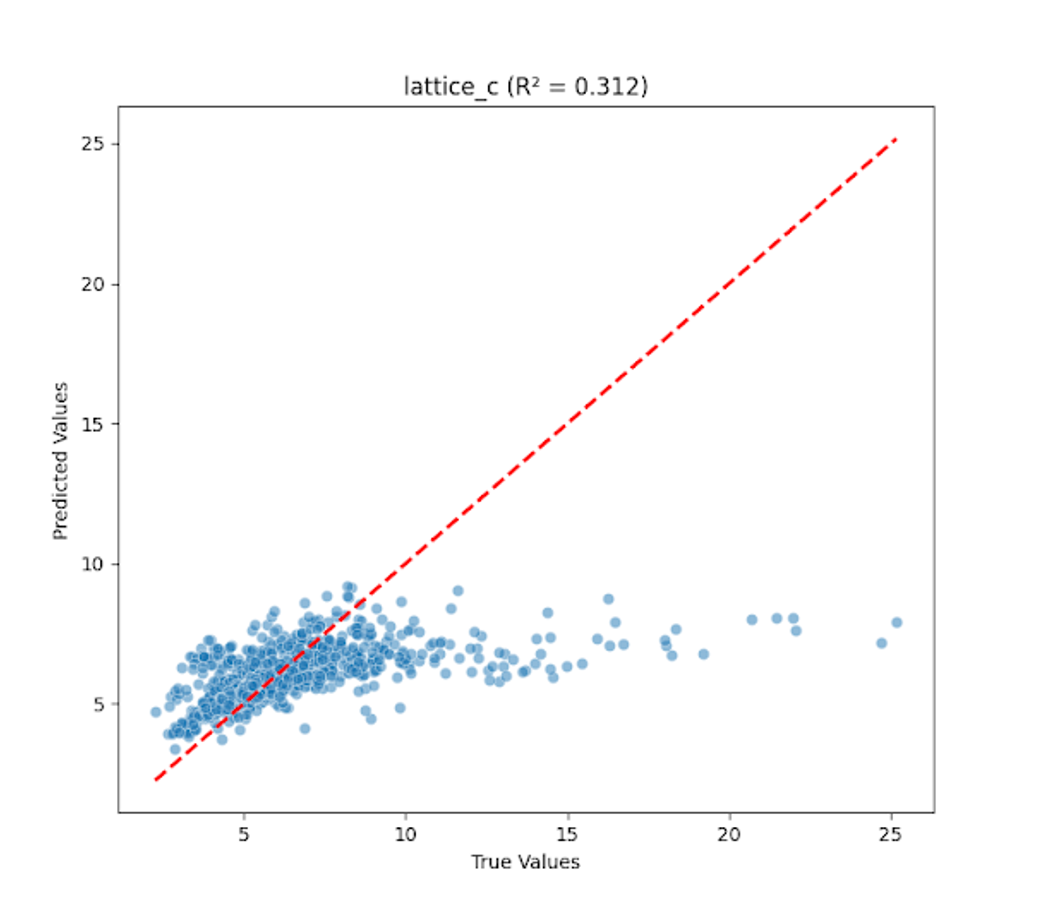 lattice_c (R² = 0.312)
25
20
15
10
5
Predicted Values
5 10 15 20 25
True Values